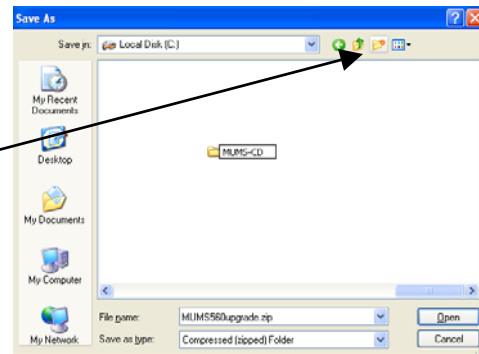 Save As
Save in:
Local Disk (C:)
My Recent
Documents
Desktop
My Documents
My Computer
My Network
MUMS-CD
File name:
MUMS560upgrade.zip
Open
Save as type:
Compressed (zipped) Folder
Cancel